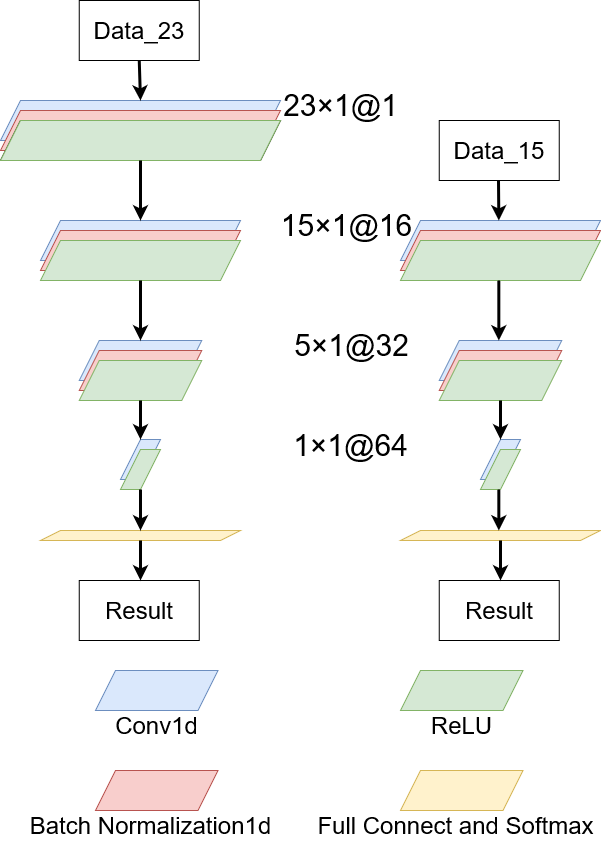 Data_23
23×1@1
Data_15
15×1@16
5×1@32
1×1@64
Result
Result
Conv1d
ReLU
Batch Normalization1d
Full Connect and Softmax